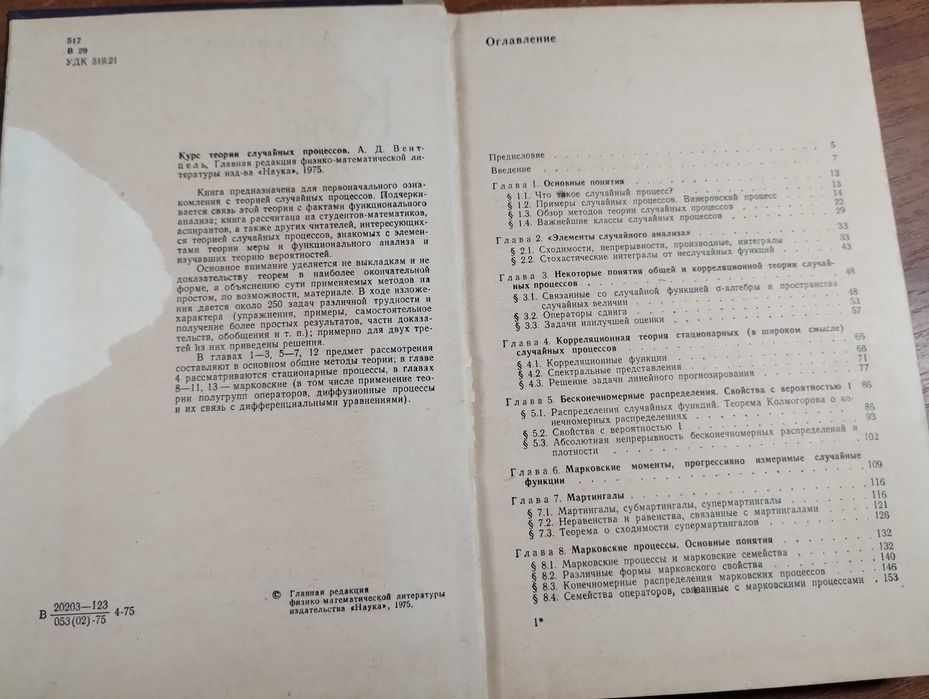 517
В 29
УДК 519.21
Курс теории случайных процессов. А. Д. Вент-
цель, Главная редакция физико-математической ли-
тературы изд-ва «Наука», 1975.
Книга предназначена для первоначального озна-
комления с теорией случайных процессов. Подчерки-
вается связь этой теории с фактами функционального
анализа; книга рассчитана на студентов-математиков,
аспирантов, а также других читателей, интересующих-
ся теорией случайных процессов, знакомых с элемен-
тами теории меры и функционального анализа и
изучавших теорию вероятностей.
Основное внимание уделяется не выкладкам и не
доказательству теорем в наиболее окончательной
форме, а объяснению сути применяемых методов на
простом, по возможности, материале. В ходе изложе-
ния дается около 250 задач различной трудности и
характера (упражнения, примеры, самостоятельное
получение более простых результатов, части доказа-
тельств, обобщения и т. п.); примерно для двух тре-
тей из них приведены решения.
В главах 1—3, 5—7, 12 предмет рассмотрения
составляют в основном общие методы теории; в главе
4 рассматриваются стационарные процессы, в главах
8—11, 13 — марковские (в том числе применение тео-
рии полугрупп операторов, диффузионные процессы
и их связь с дифференциальными уравнениями).
В 20203—123 / 053(02)-75 4-75
© Главная редакция
физико-математической литературы
издательства «Наука», 1975.
Оглавление
Предисловие . . . 5
Введение . . . 7
Глава 1. Основные понятия . . . 13
§ 1.1. Что такое случайный процесс? . . . 13
§ 1.2. Примеры случайных процессов. Винеровский процесс . . . 14
§ 1.3. Обзор методов теории случайных процессов . . . 22
§ 1.4. Важнейшие классы случайных процессов . . . 29
Глава 2. «Элементы случайного анализа» . . . 33
§ 2.1. Сходимости, непрерывности, производные, интегралы . . . 33
§ 2.2. Стохастические интегралы от неслучайных функций . . . 43
Глава 3. Некоторые понятия общей и корреляционной теории случай-
ных процессов . . . 48
§ 3.1. Связанные со случайной функцией σ-алгебры и пространства
случайных величин . . . 48
§ 3.2. Операторы сдвига . . . 53
§ 3.3. Задачи наилучшей оценки . . . 57
Глава 4. Корреляционная теория стационарных (в широком смысле)
случайных процессов . . . 66
§ 4.1. Корреляционные функции . . . 66
§ 4.2. Спектральные представления . . . 71
§ 4.3. Решение задачи линейного прогнозирования . . . 77
Глава 5. Бесконечномерные распределения. Свойства с вероятностью 1 86
§ 5.1. Распределения случайных функций. Теорема Колмогорова о ко-
нечномерных распределениях . . . 86
§ 5.2. Свойства с вероятностью 1 . . . 93
§ 5.3. Абсолютная непрерывность бесконечномерных распределений и
плотности . . . 102
Глава 6. Марковские моменты, прогрессивно измеримые случайные
функции . . . 109
Глава 7. Мартингалы . . . 116
§ 7.1. Мартингалы, субмартингалы, супермартингалы . . . 116
§ 7.2. Неравенства и равенства, связанные с мартингалами . . . 121
§ 7.3. Теорема о сходимости супермартингалов . . . 126
Глава 8. Марковские процессы. Основные понятия . . . 132
§ 8.1. Марковские процессы и марковские семейства . . . 132
§ 8.2. Различные формы марковского свойства . . . 140
§ 8.3. Конечномерные распределения марковских процессов . . . 146
§ 8.4. Семейства операторов, связанные с марковскими процессами . 153
1*